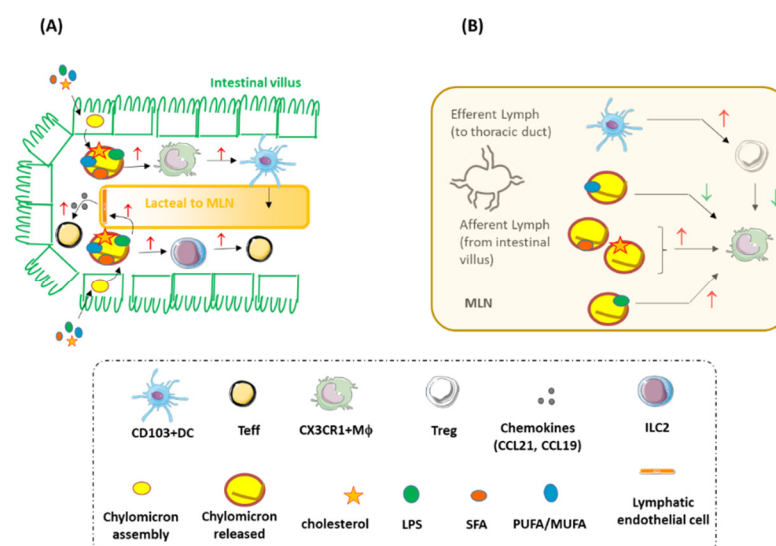 (A)
(B)
Intestinal villus
Lacteal to MLN
Efferent Lymph
(to thoracic duct)
Afferent Lymph
(from intestinal
villus)
MLN
CD103+DC
Teff
CX3CR1+Mϕ
Treg
Chemokines
(CCL21, CCL19)
ILC2
Chylomicron
assembly
Chylomicron
released
cholesterol
LPS
SFA
PUFA/MUFA
Lymphatic
endothelial cell